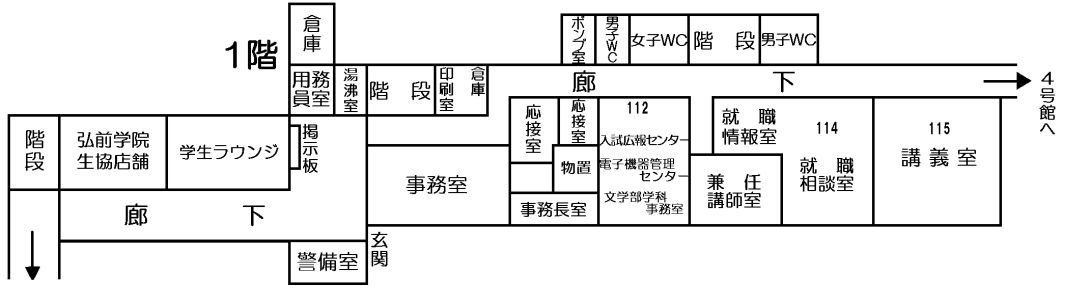 1階
倉庫
ポンプ室
男子WC
女子WC
階段
男子WC
用務員室
湯沸室
階段
印刷室
倉庫
廊下
4号館へ
階段
弘前学院
生協店舗
学生ラウンジ
掲示板
応接室
応接室
112
入試広報センター
電子機器管理
センター
文学部学科
事務室
就職
情報室
114
就職
相談室
115
講義室
事務室
物置
事務長室
兼任
講師室
廊下
警備室
玄関